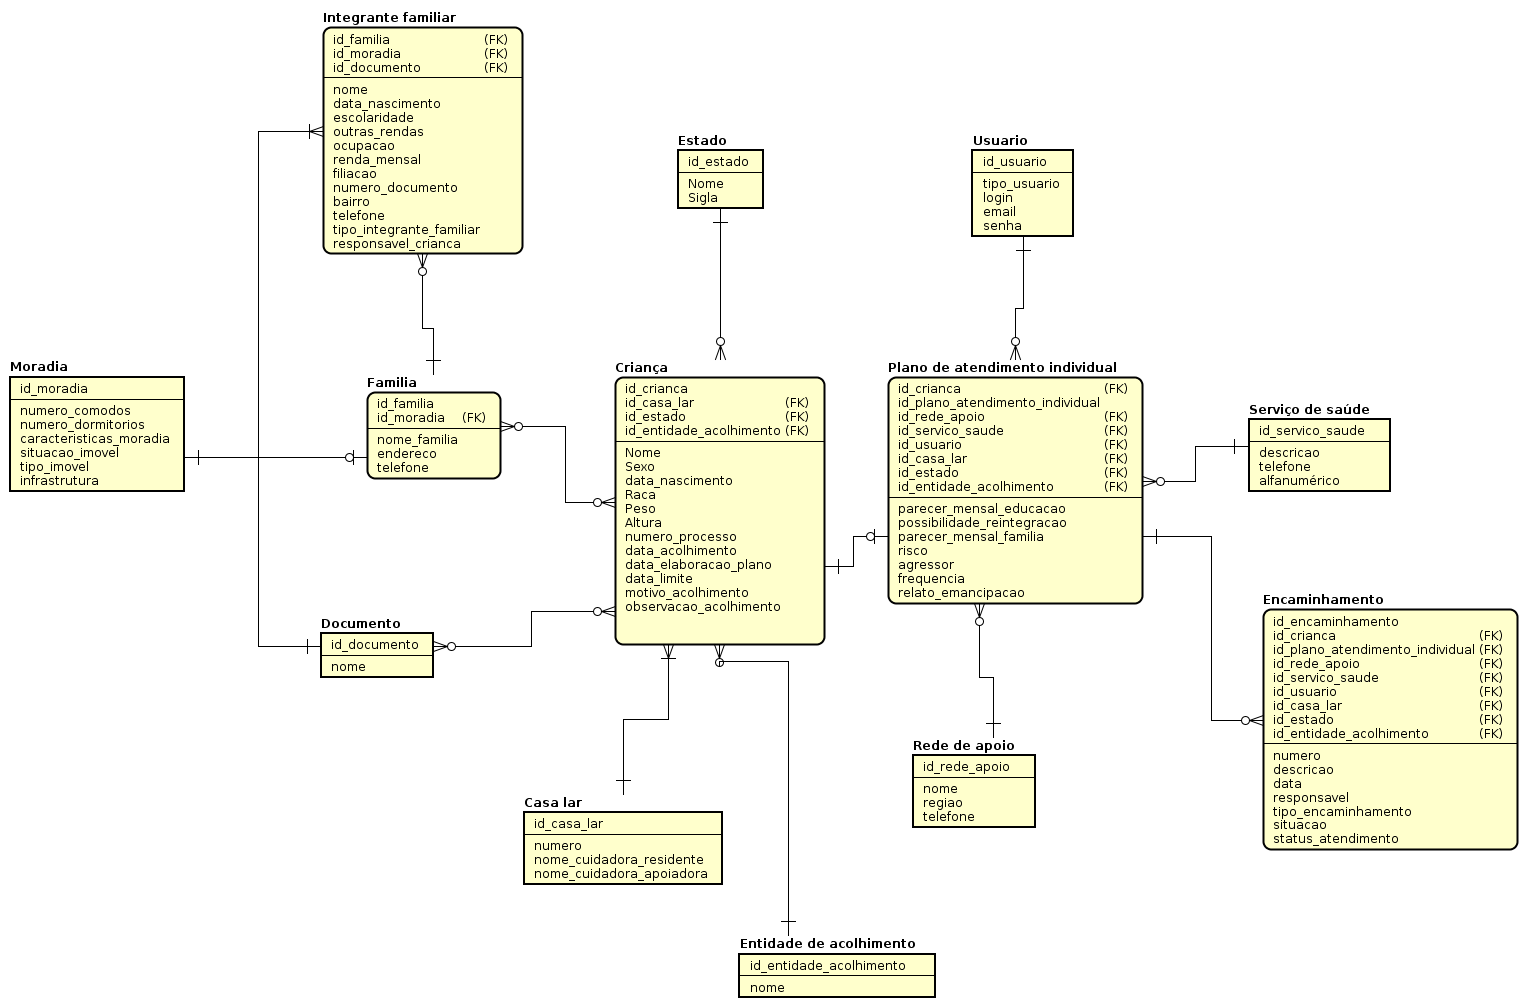 Integrante familiar
id_familia (FK)
id_moradia (FK)
id_documento (FK)
nome
data_nascimento
escolaridade
outras_rendas
ocupacao
renda_mensal
filiacao
numero_documento
bairro
telefone
tipo_integrante_familiar
responsavel_crianca
Estado
id_estado
Nome
Sigla
Usuario
id_usuario
tipo_usuario
login
email
senha
Moradia
id_moradia
numero_comodos
numero_dormitorios
caracteristicas_moradia
situacao_imovel
tipo_imovel
infrastrutura
Familia
id_familia
id_moradia (FK)
nome_familia
endereco
telefone
Criança
id_crianca
id_casa_lar (FK)
id_estado (FK)
id_entidade_acolhimento (FK)
Nome
Sexo
data_nascimento
Raca
Peso
Altura
numero_processo
data_acolhimento
data_elaboracao_plano
data_limite
motivo_acolhimento
observacao_acolhimento
Plano de atendimento individual
id_crianca (FK)
id_plano_atendimento_individual
id_rede_apoio (FK)
id_servico_saude (FK)
id_usuario (FK)
id_casa_lar (FK)
id_estado (FK)
id_entidade_acolhimento (FK)
parecer_mensal_educacao
possibilidade_reintegracao
parecer_mensal_familia
risco
agressor
frequencia
relato_emancipacao
Serviço de saúde
id_servico_saude
descricao
telefone
alfanumérico
Documento
id_documento
nome
Encaminhamento
id_encaminhamento
id_crianca (FK)
id_plano_atendimento_individual (FK)
id_rede_apoio (FK)
id_servico_saude (FK)
id_usuario (FK)
id_casa_lar (FK)
id_estado (FK)
id_entidade_acolhimento (FK)
numero
descricao
data
responsavel
tipo_encaminhamento
situacao
status_atendimento
Rede de apoio
id_rede_apoio
nome
regiao
telefone
Casa lar
id_casa_lar
numero
nome_cuidadora_residente
nome_cuidadora_apoiadora
Entidade de acolhimento
id_entidade_acolhimento
nome